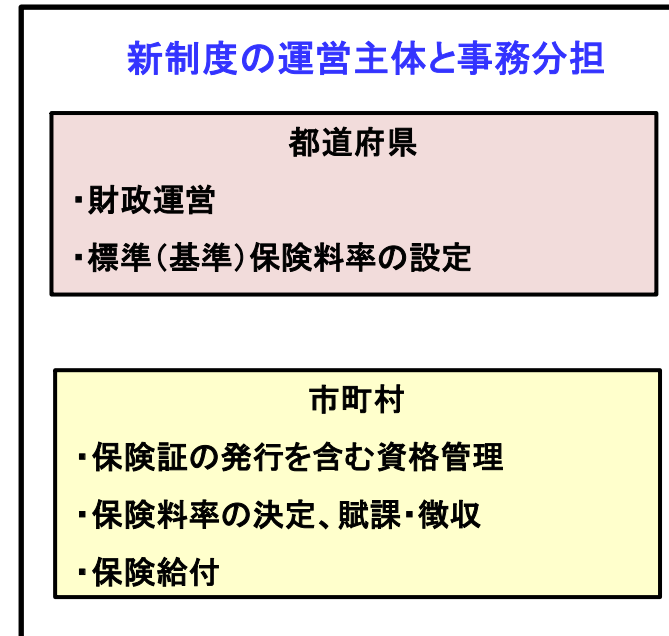 新制度の運営主体と事務分担
都道府県
・財政運営
・標準（基準）保険料率の設定
市町村
・保険証の発行を含む資格管理
・保険料率の決定、賦課・徴収
・保険給付